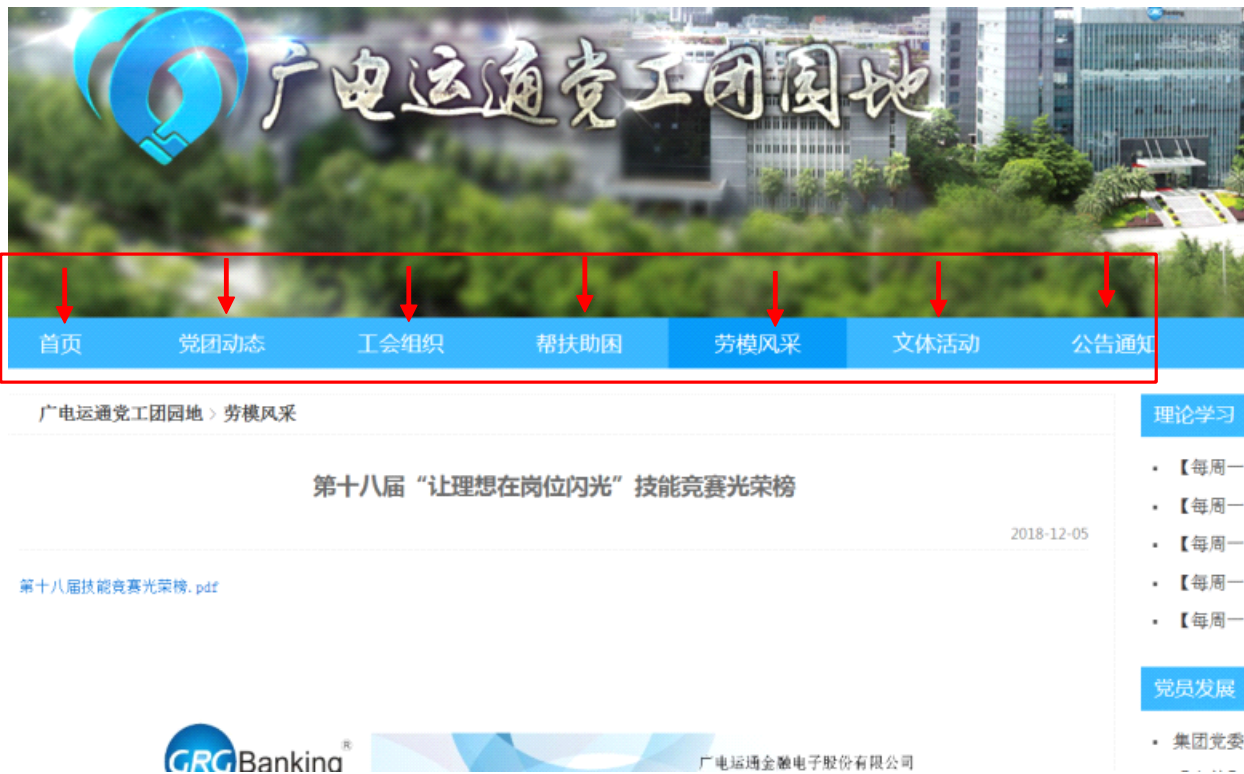 广电运通党工团园地
首页 党团动态 工会组织 帮扶助困 劳模风采 文体活动 公告通知
广电运通党工团园地 > 劳模风采
第十八届“让理想在岗位闪光”技能竞赛光荣榜
2018-12-05
第十八届技能竞赛光荣榜.pdf
理论学习
· 【每周一
· 【每周一
· 【每周一
· 【每周一
· 【每周一
党员发展
· 集团党委
GRGBanking®
广电运通金融电子股份有限公司